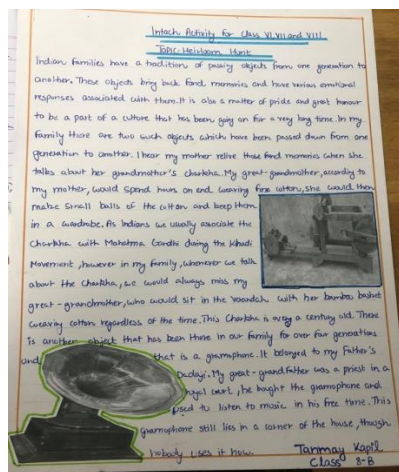 Intach Activity for Class VI, VII and VIII
Topic-Heirloom Hunt
Indian families have a tradition of passing objects from one generation to
another. These objects bring back fond memories and have various emotional
responses associated with them. It is also a matter of pride and great honour
to be a part of a culture that has been going on for a very long time. In my
family there are two such objects which have been passed down from one
generation to another. I hear my mother relive those fond memories when she
talks about her grandmother's charkha. My great-grandmother, according to
my mother, would spend hours on end, weaving fine cotton, she would then
make small balls of the cotton and keep them
in a wardrobe. As Indians we usually associate the
Charkha with Mahatma Gandhi during the Khadi
Movement, however in my family, whenever we talk
about the Charkha, we would always miss my
great-grandmother, who would sit in the verandah with her bamboo basket
weaving cotton regardless of the time. This Charkha is over a century old. There
is another object that has been there in our family for over four generations
and that is a gramophone. It belonged to my Father's
Dadaji. My great-grandfather was a priest in a
royal court, he bought the gramophone and
used to listen to music in his free time. This
gramophone still lies in a corner of the house, though
nobody uses it now.
Tanmay Kapil
Class 8-B